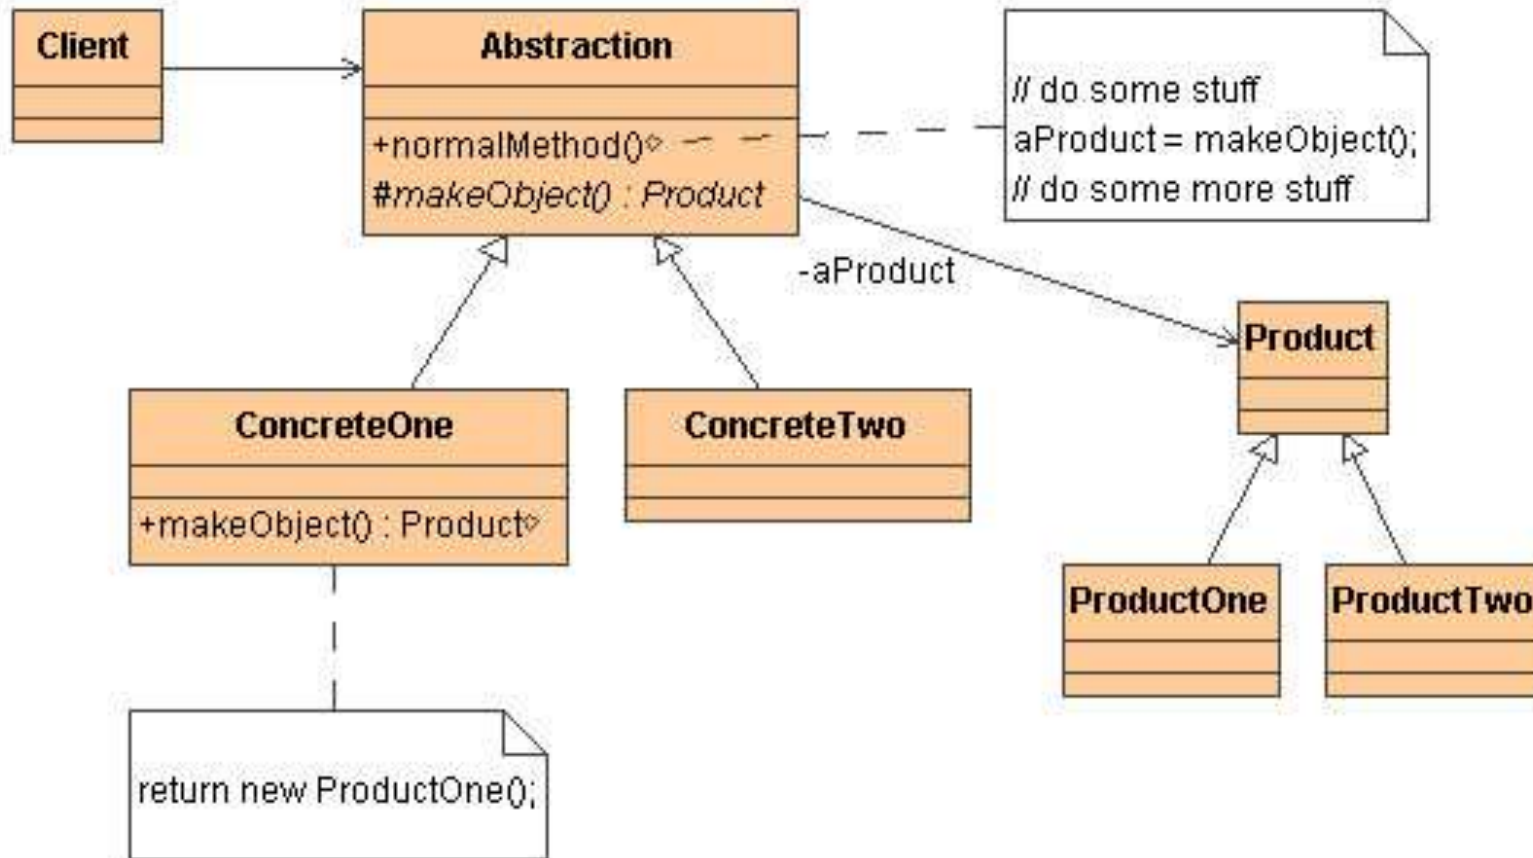 Client
Abstraction
+normalMethod()
#makeObject() : Product
// do some stuff
aProduct = makeObject();
// do some more stuff
-aProduct
Product
ConcreteOne
+makeObject() : Product
ConcreteTwo
ProductOne
ProductTwo
return new ProductOne();